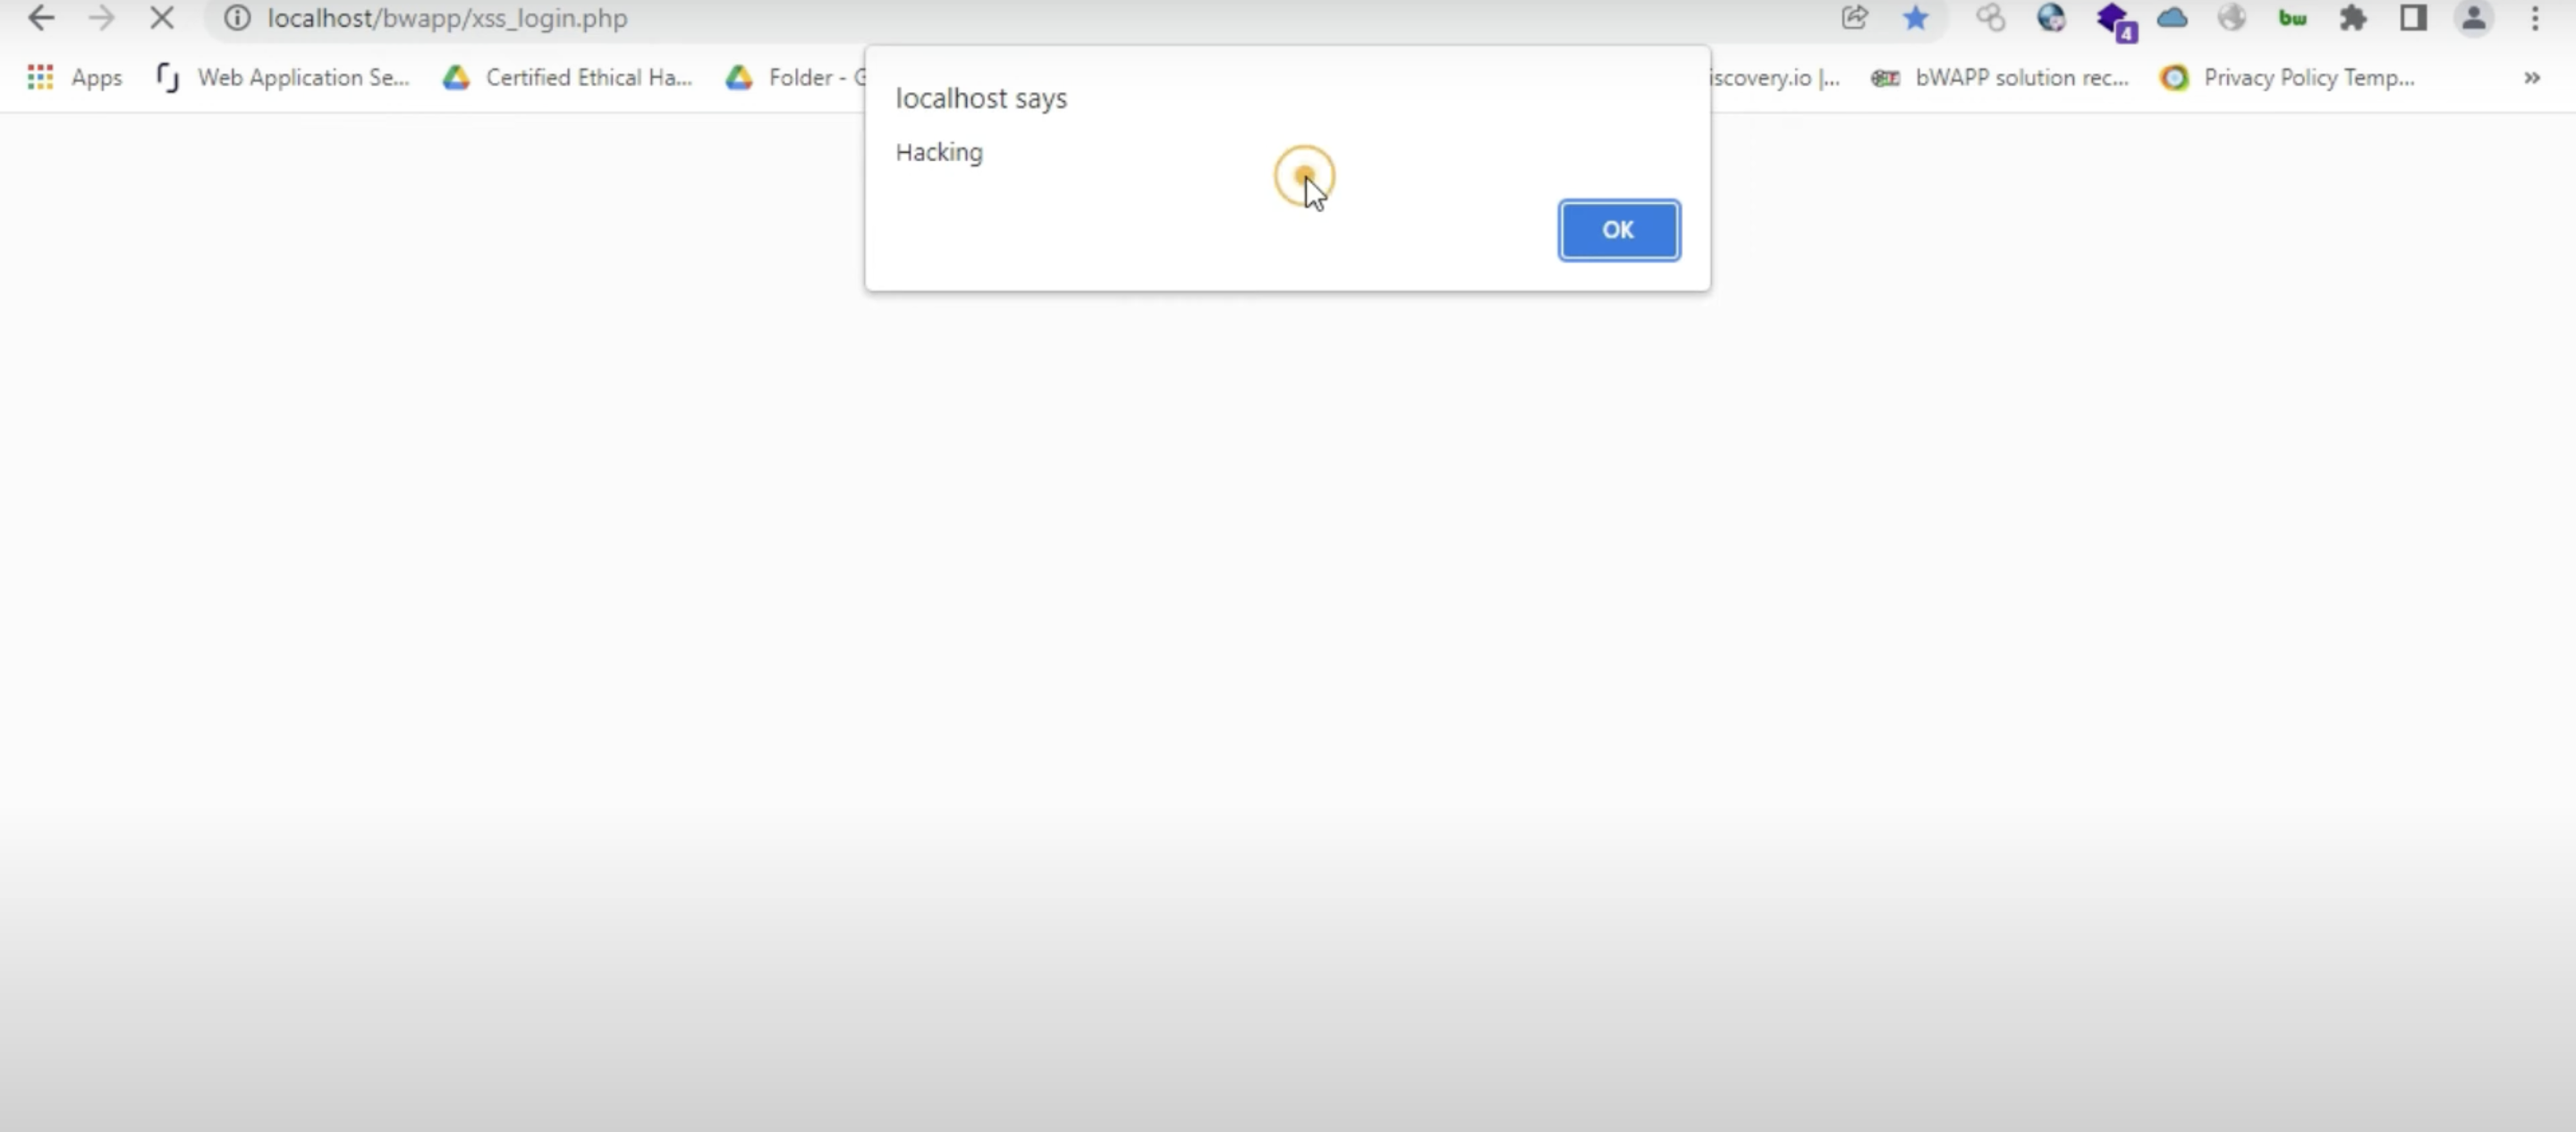 localhost/bwapp/xss_login.php
bw
4
Apps
Web Application Se...
Certified Ethical Ha...
Folder - G
iscovery.io |...
bWAPP solution rec...
Privacy Policy Temp...
»
localhost says
Hacking
OK